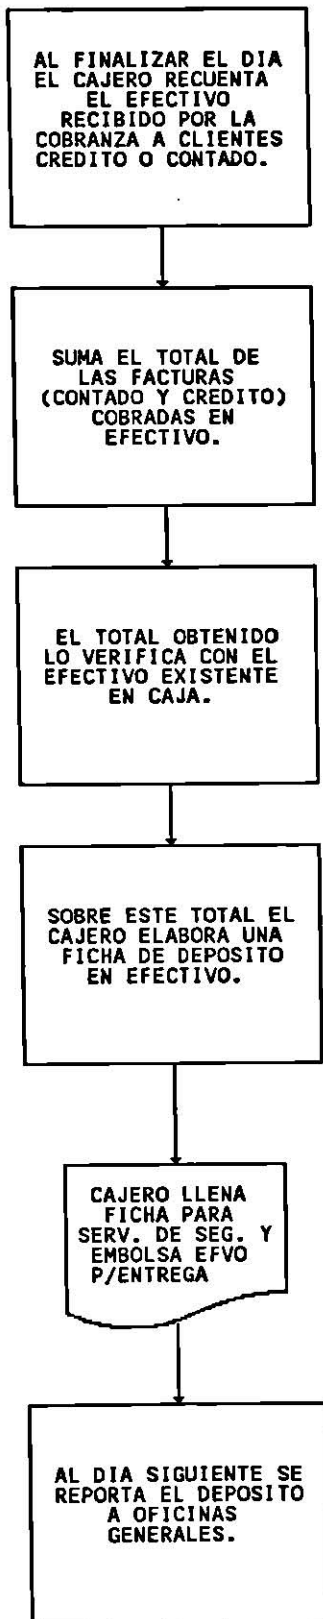 AL FINALIZAR EL DIA
EL CAJERO RECUENTA
EL EFECTIVO
RECIBIDO POR LA
COBRANZA A CLIENTES
CREDITO O CONTADO.
SUMA EL TOTAL DE
LAS FACTURAS
(CONTADO Y CREDITO)
COBRADAS EN
EFECTIVO.
EL TOTAL OBTENIDO
LO VERIFICA CON EL
EFECTIVO EXISTENTE
EN CAJA.
SOBRE ESTE TOTAL EL
CAJERO ELABORA UNA
FICHA DE DEPOSITO
EN EFECTIVO.
CAJERO LLENA
FICHA PARA
SERV. DE SEG. Y
EMBOLSA EFVO
P/ENTREGA
AL DIA SIGUIENTE SE
REPORTA EL DEPOSITO
A OFICINAS
GENERALES.